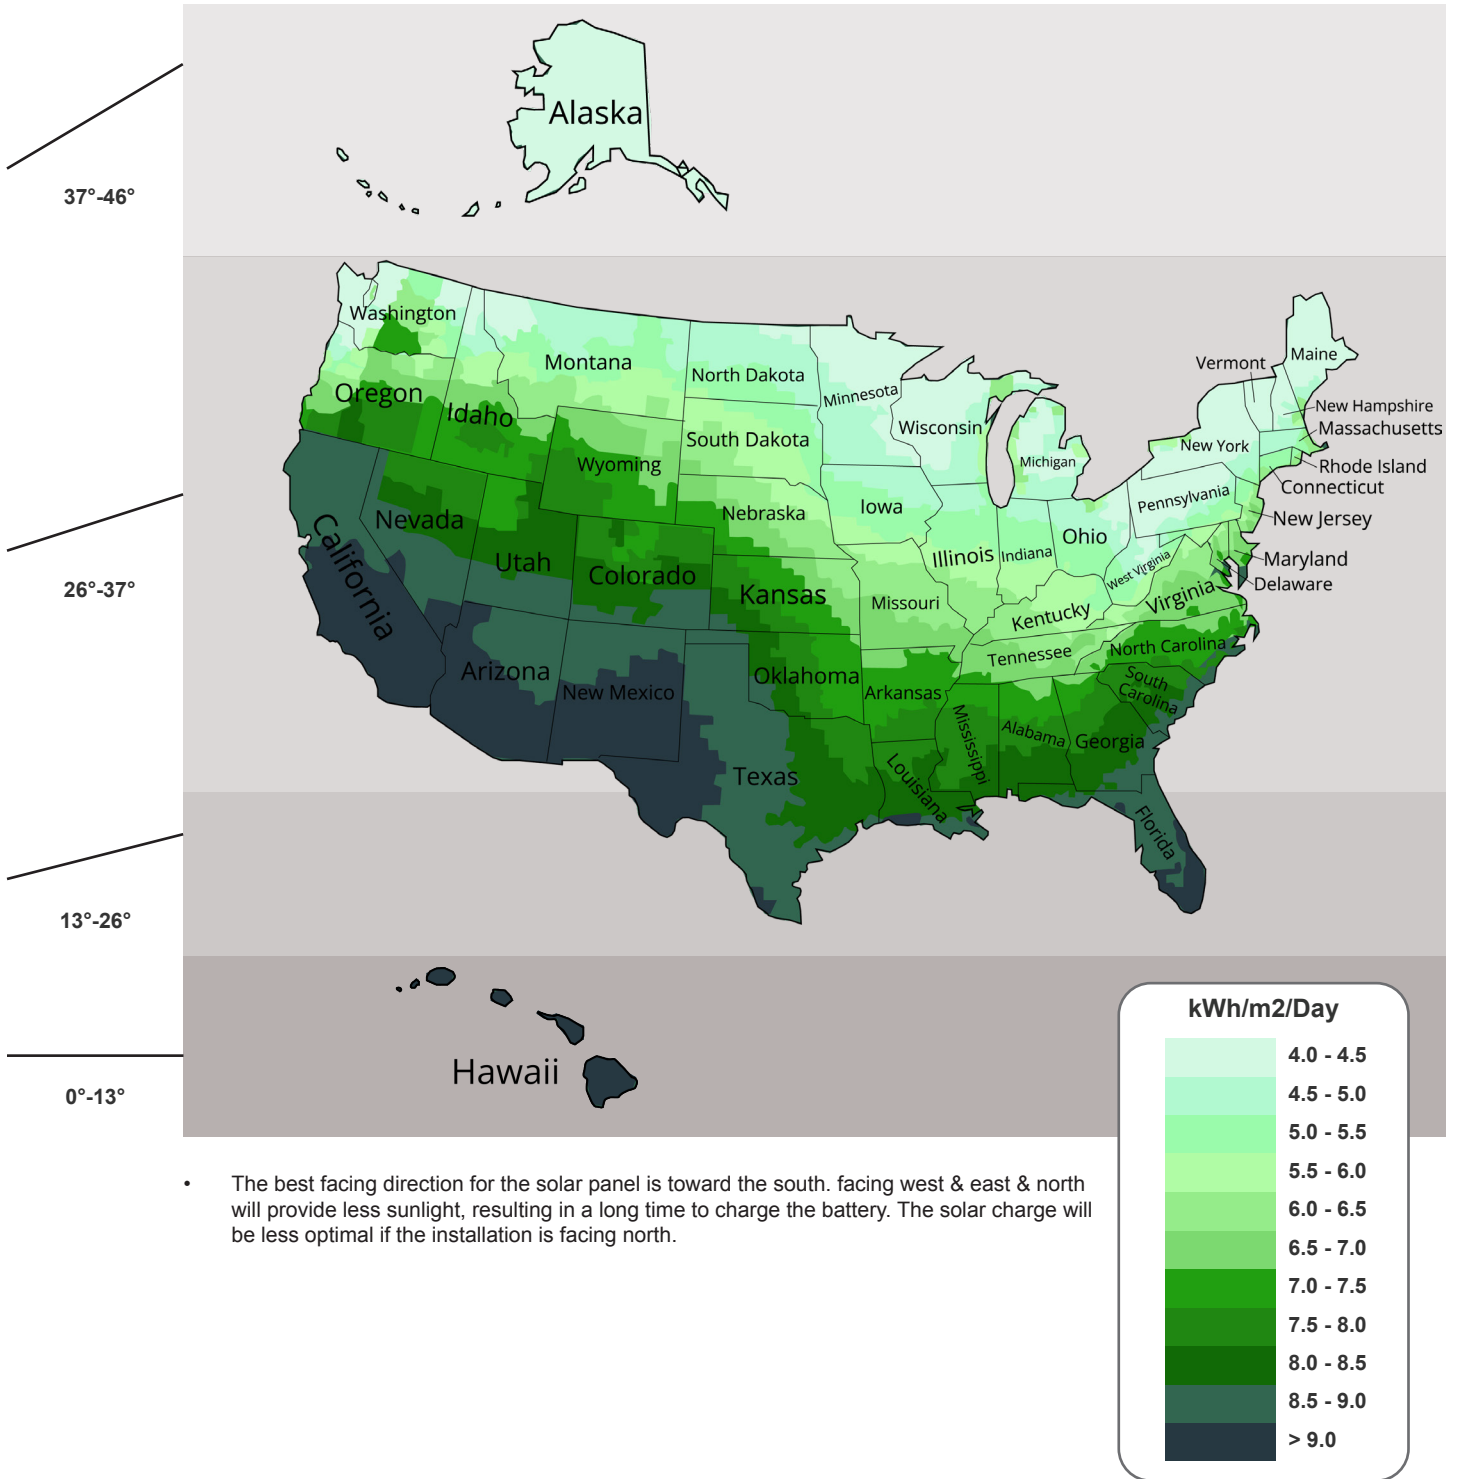 Alaska
37°-46°
Washington
Montana
North Dakota
Minnesota
Vermont
Maine
Oregon
Idaho
New Hampshire
South Dakota
Wisconsin
Massachusetts
New York
Wyoming
Michigan
Rhode Island
Connecticut
Pennsylvania
Iowa
Nebraska
Nevada
New Jersey
California
Ohio
Utah
Illinois
Indiana
Maryland
West Virginia
26°-37°
Colorado
Kansas
Delaware
Missouri
Virginia
Kentucky
North Carolina
Tennessee
Arizona
Oklahoma
New Mexico
Arkansas
South
Carolina
Mississippi
Alabama
Georgia
Texas
Louisiana
Florida
13°-26°
Hawaii
0°-13°
kWh/m2/Day
4.0 - 4.5
4.5 - 5.0
5.0 - 5.5
5.5 - 6.0
6.0 - 6.5
6.5 - 7.0
7.0 - 7.5
7.5 - 8.0
8.0 - 8.5
8.5 - 9.0
> 9.0
• The best facing direction for the solar panel is toward the south. facing west & east & north
will provide less sunlight, resulting in a long time to charge the battery. The solar charge will
be less optimal if the installation is facing north.